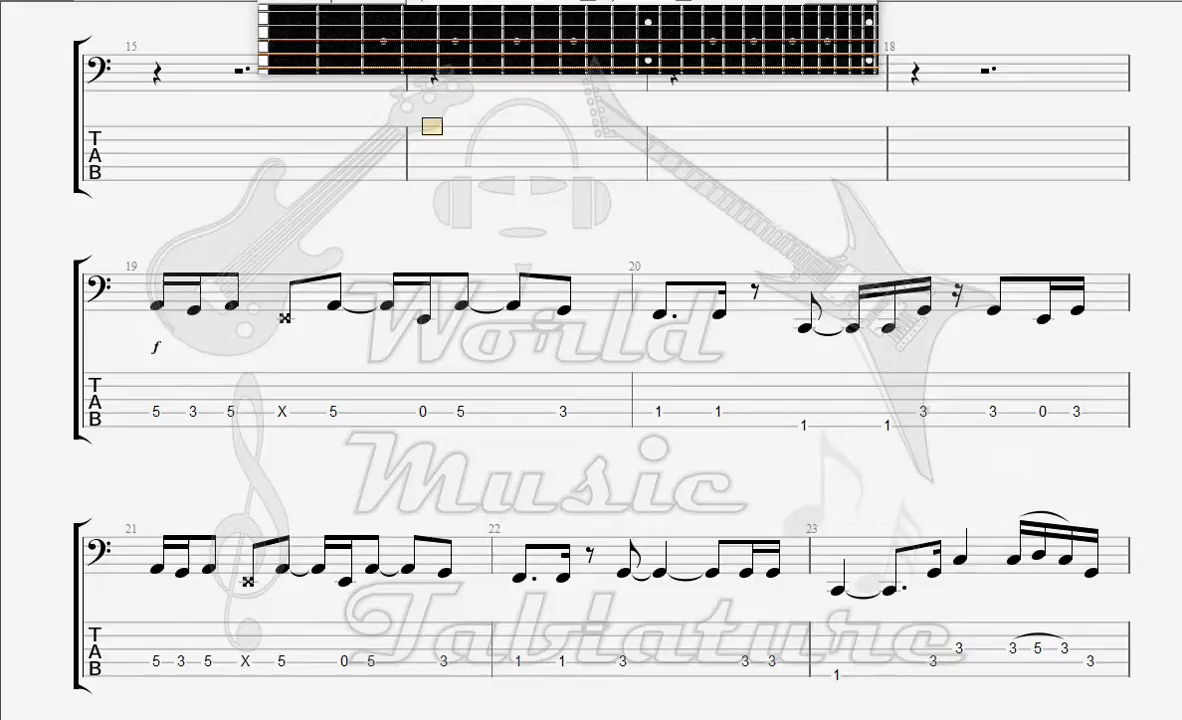 15
18
T
A
B
19
20
f
T
A
B
5 3 5 X 5 0 5 3 1 1 1 1 3 3 0 3
World
Music
21
22
23
T
A
B
5 3 5 X 5 0 5 3 1 1 3 3 3 1 3 3 3 5 3 3
Tablature